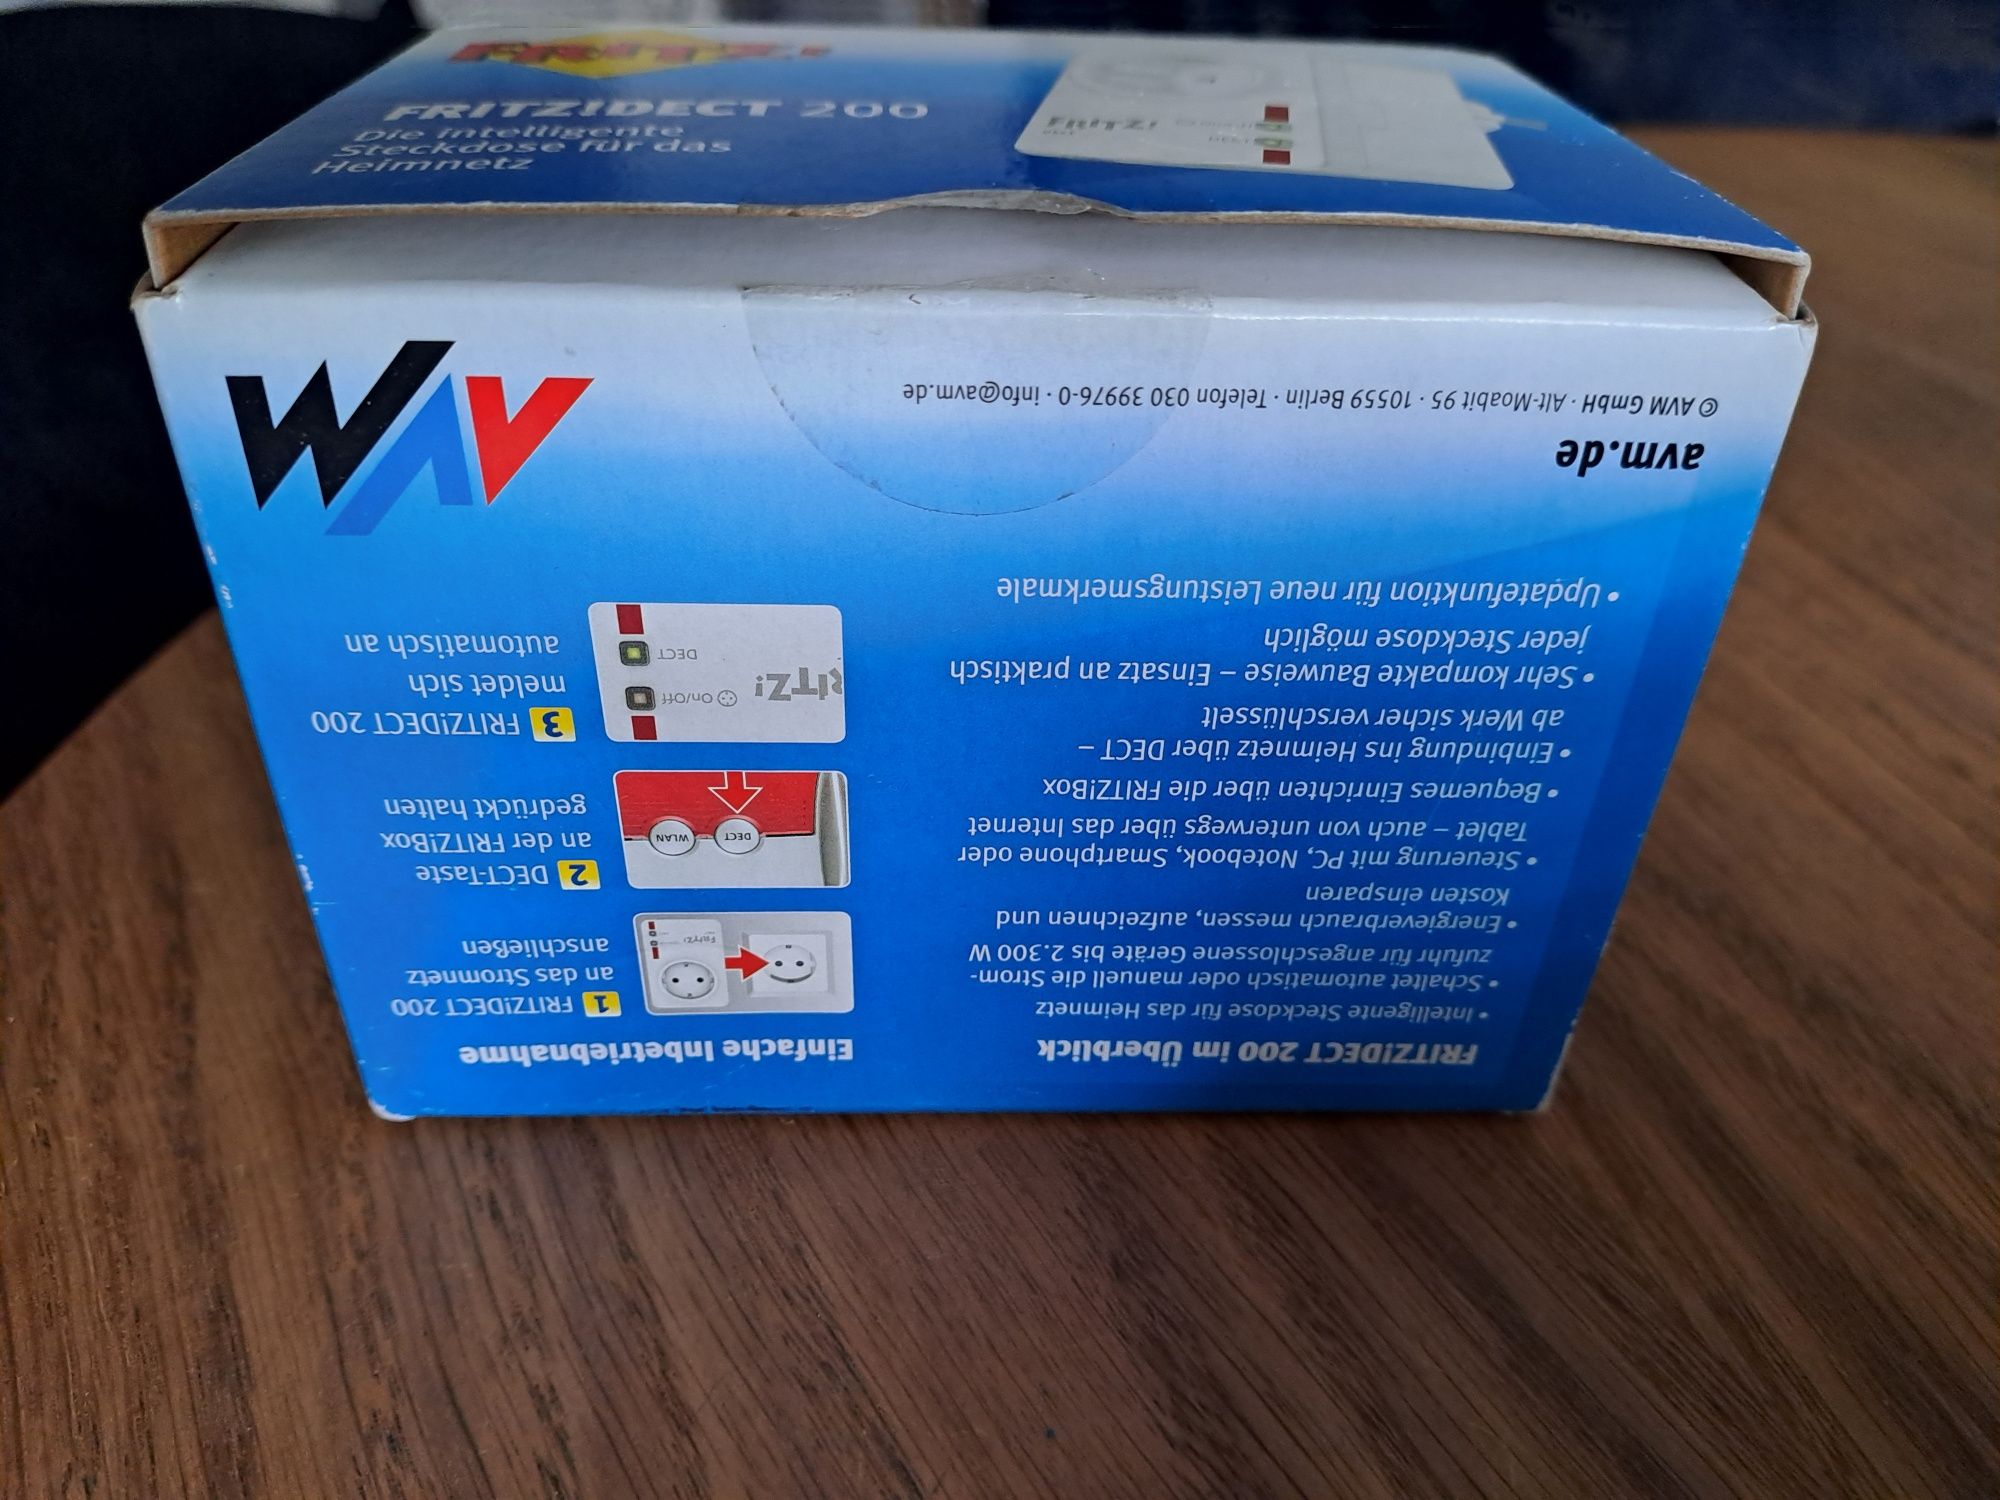 FRITZ!
FRITZ!DECT 200
Die intelligente
Steckdose für das
Heimnetz
FRITZ!
FRITZ!DECT 200 im Überblick
• Intelligente Steckdose für das Heimnetz
• Schaltet automatisch oder manuell die Strom-
zufuhr für angeschlossene Geräte bis 2.300 W
• Energieverbrauch messen, aufzeichnen und
Kosten einsparen
• Steuerung mit PC, Notebook, Smartphone oder
Tablet – auch von unterwegs über das Internet
• Bequemes Einrichten über die FRITZ!Box
• Einbindung ins Heimnetz über DECT –
ab Werk sicher verschlüsselt
• Sehr kompakte Bauweise – Einsatz an praktisch
jeder Steckdose möglich
• Updatefunktion für neue Leistungsmerkmale
Einfache Inbetriebnahme
FRITZ!
1 FRITZ!DECT 200
an das Stromnetz
anschließen
DECT
WLAN
2 DECT-Taste
an der FRITZ!Box
gedrückt halten
RITZ!
On/Off
DECT
3 FRITZ!DECT 200
meldet sich
automatisch an
avm.de
© AVM GmbH · Alt-Moabit 95 · 10559 Berlin · Telefon 030 39976-0 · info@avm.de
AVM